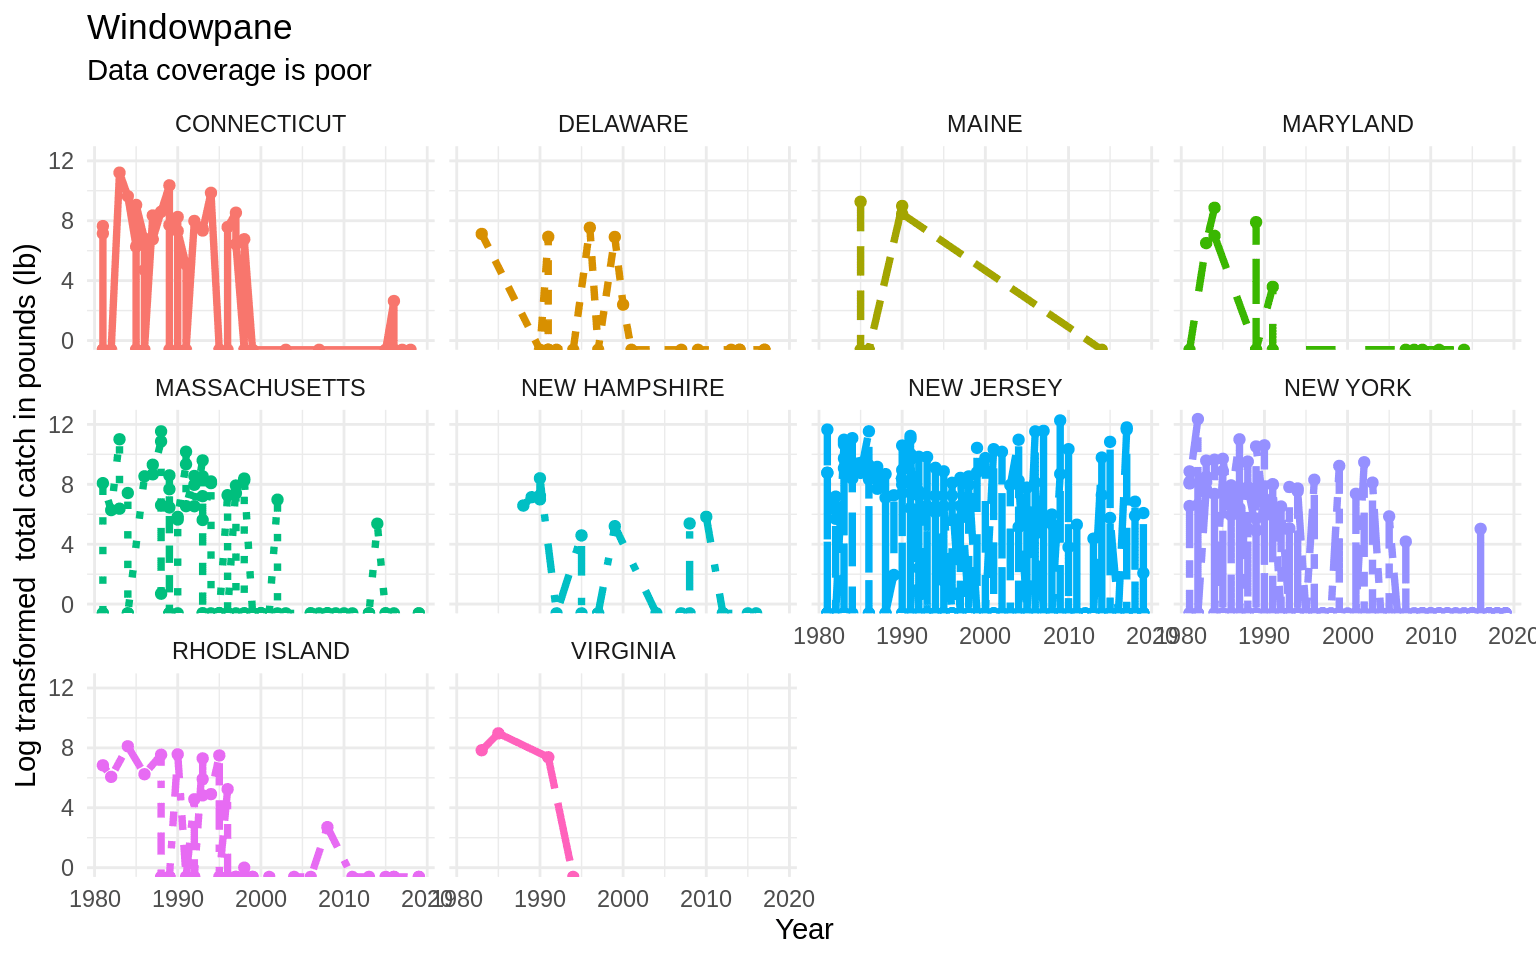 Windowpane
Data coverage is poor
CONNECTICUT DELAWARE MAINE MARYLAND
12
8
4
0
MASSACHUSETTS NEW HAMPSHIRE NEW JERSEY NEW YORK
12
8
4
0
1980 1990 2000 2010 2020 1980 1990 2000 2010 2020
RHODE ISLAND VIRGINIA
12
8
4
0
1980 1990 2000 2010 2020 1980 1990 2000 2010 2020
Year
Log transformed  total catch in pounds (lb)